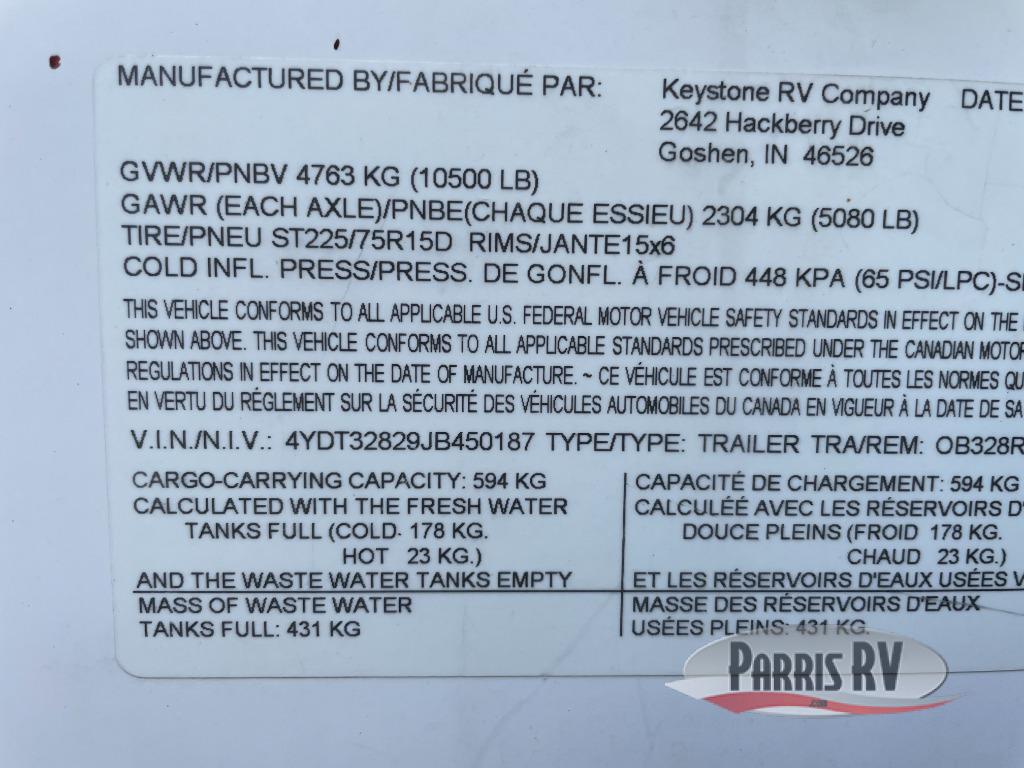 MANUFACTURED BY/FABRIQUÉ PAR: Keystone RV Company DATE
2642 Hackberry Drive
Goshen, IN 46526
GVWR/PNBV 4763 KG (10500 LB)
GAWR (EACH AXLE)/PNBE(CHAQUE ESSIEU) 2304 KG (5080 LB)
TIRE/PNEU ST225/75R15D RIMS/JANTE15x6
COLD INFL. PRESS/PRESS. DE GONFL. À FROID 448 KPA (65 PSI/LPC)-SI
THIS VEHICLE CONFORMS TO ALL APPLICABLE U.S. FEDERAL MOTOR VEHICLE SAFETY STANDARDS IN EFFECT ON THE
SHOWN ABOVE. THIS VEHICLE CONFORMS TO ALL APPLICABLE STANDARDS PRESCRIBED UNDER THE CANADIAN MOTOR
REGULATIONS IN EFFECT ON THE DATE OF MANUFACTURE. ~ CE VÉHICULE EST CONFORME À TOUTES LES NORMES QU
EN VERTU DU RÉGLEMENT SUR LA SÉCURITÉ DES VÉHICULES AUTOMOBILES DU CANADA EN VIGUEUR À LA DATE DE SA
V.I.N./N.I.V.: 4YDT32829JB450187 TYPE/TYPE: TRAILER TRA/REM: OB328R
CARGO-CARRYING CAPACITY: 594 KG
CALCULATED WITH THE FRESH WATER
TANKS FULL (COLD· 178 KG.
HOT 23 KG.)
AND THE WASTE WATER TANKS EMPTY
MASS OF WASTE WATER
TANKS FULL: 431 KG
CAPACITÉ DE CHARGEMENT: 594 KG
CALCULÉÉ AVEC LES RÉSERVOIRS D'
DOUCE PLEINS (FROID 178 KG.
CHAUD 23 KG.)
ET LES RÉSERVOIRS D'EAUX USÉES V
MASSE DES RÉSERVOIRS D'EAUX
USÉES PLEINS: 431 KG.
PARRIS RV
.com